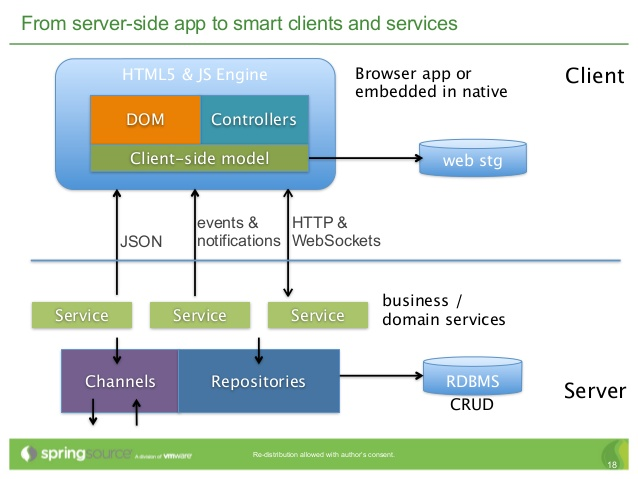 From server-side app to smart clients and services
HTML5 & JS Engine
Browser app or
embedded in native
Client
DOM
Controllers
Client-side model
web stg
JSON
events &
notifications
HTTP &
WebSockets
Service
Service
Service
business /
domain services
Channels
Repositories
RDBMS
CRUD
Server
springsource
A division of vmware
Re-distribution allowed with author's consent.
18